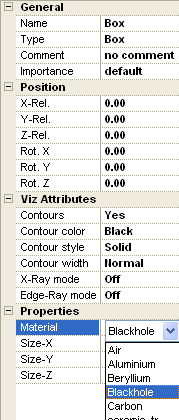 General
Name Box
Type Box
Comment no comment
Importance default
Position
X-Rel. 0.00
Y-Rel. 0.00
Z-Rel. 0.00
Rot. X 0.00
Rot. Y 0.00
Rot. Z 0.00
Viz Attributes
Contours Yes
Contour color Black
Contour style Solid
Contour width Normal
X-Ray mode Off
Edge-Ray mode Off
Properties
Material Blackhole
Size-X Air
Aluminium
Size-Y Beryllium
Size-Z Blackhole
Carbon